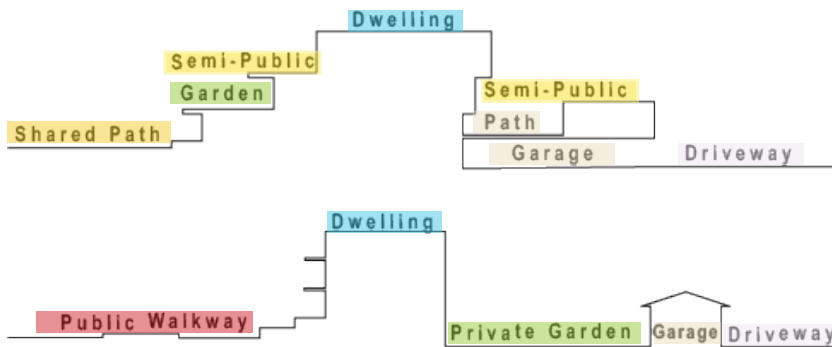 Dwelling
Semi-Public
Garden
Semi-Public
Shared Path
Path
Garage
Driveway
Dwelling
Public Walkway
Private Garden
Garage
Driveway